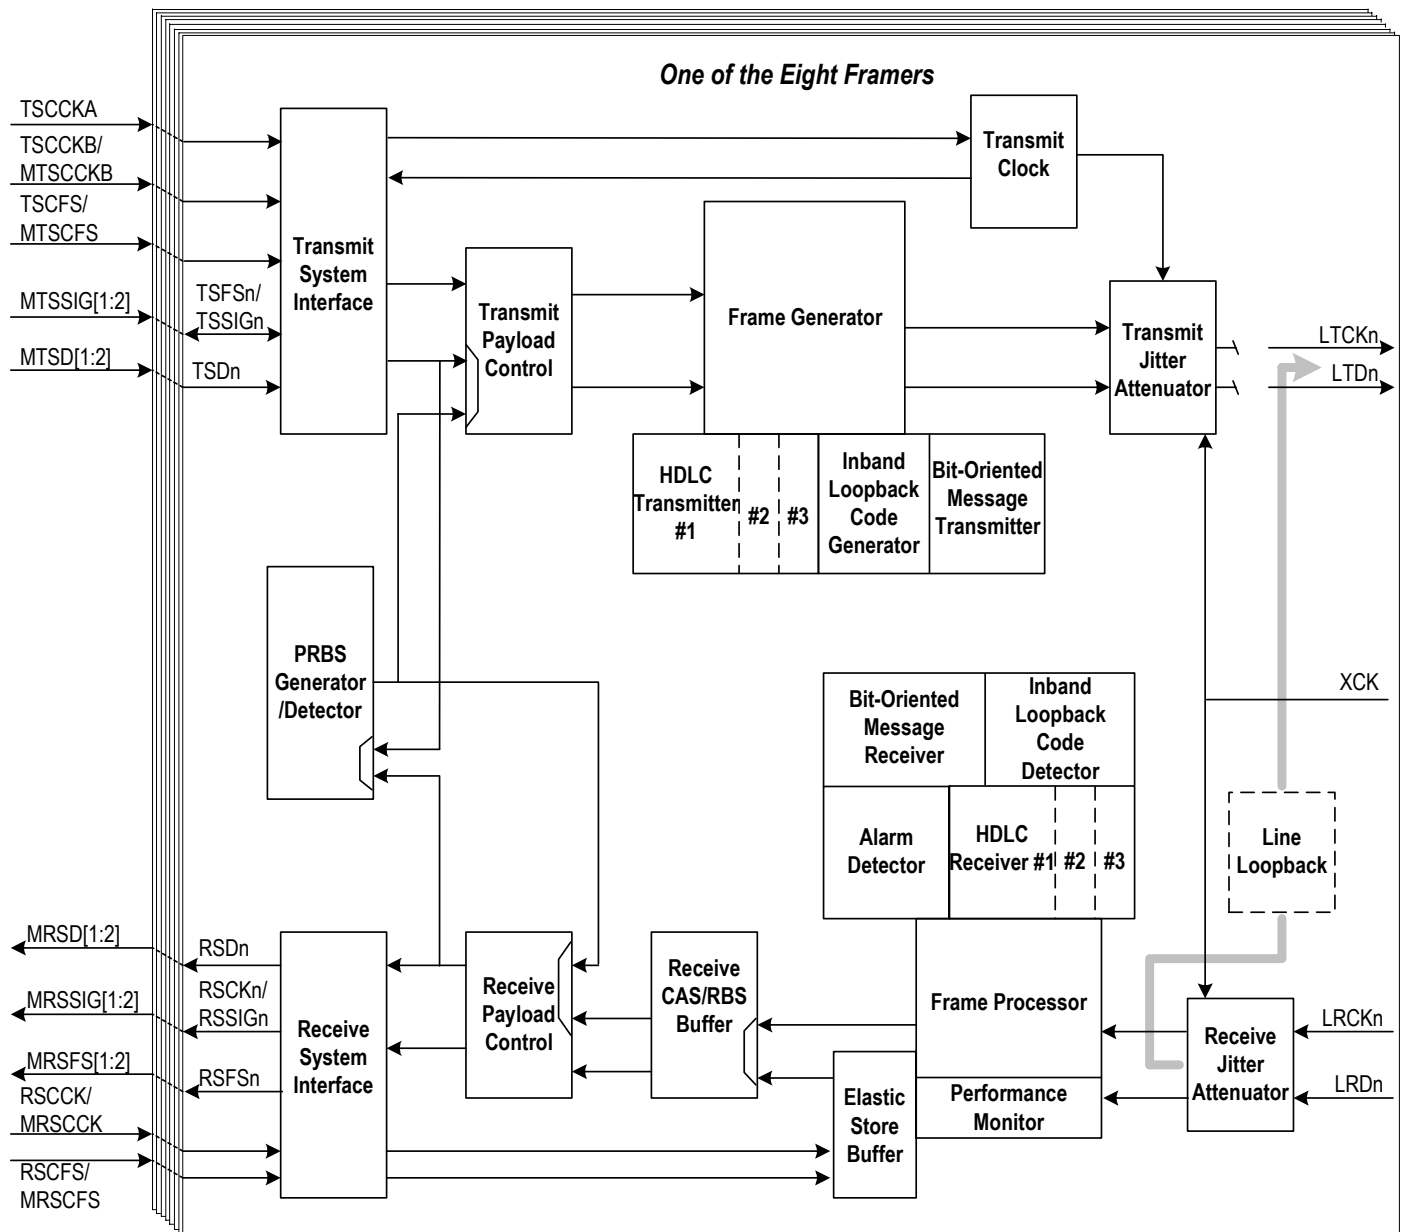 One of the Eight Framers
TSCCKA
TSCCKB/
MTSCCKB
TSCFS/
MTSCFS
MTSSIG[1:2]
MTSD[1:2]
TSFSn/
TSSIGn
TSDn
Transmit
System
Interface
Transmit
Payload
Control
Frame Generator
Transmit
Clock
Transmit
Jitter
Attenuator
LTCKn
LTDn
HDLC
Transmitter
#1
#2
#3
Inband
Loopback
Code
Generator
Bit-Oriented
Message
Transmitter
PRBS
Generator
/Detector
Bit-Oriented
Message
Receiver
Inband
Loopback
Code
Detector
XCK
Alarm
Detector
HDLC
Receiver #1
#2
#3
Line
Loopback
MRSD[1:2]
MRSSIG[1:2]
MRSFS[1:2]
RSCCK/
MRSCCK
RSCFS/
MRSCFS
RSDn
RSCKn/
RSSIGn
RSFSn
Receive
System
Interface
Receive
Payload
Control
Receive
CAS/RBS
Buffer
Frame Processor
Elastic
Store
Buffer
Performance
Monitor
Receive
Jitter
Attenuator
LRCKn
LRDn